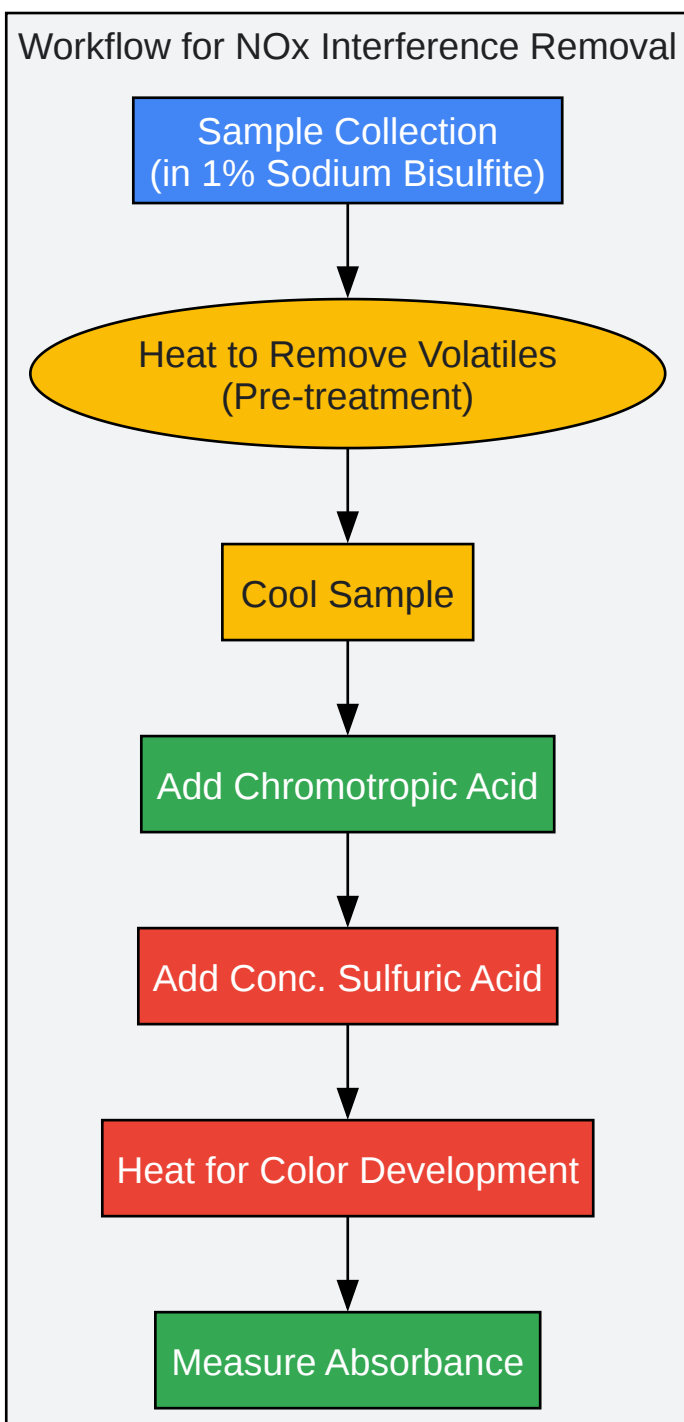 Workflow for NOx Interference Removal
Sample Collection
(in 1% Sodium Bisulfite)
Heat to Remove Volatiles
(Pre-treatment)
Cool Sample
Add Chromotropic Acid
Add Conc. Sulfuric Acid
Heat for Color Development
Measure Absorbance